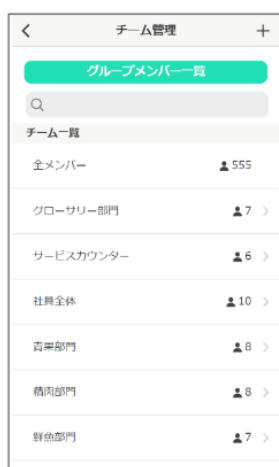 チーム管理
グループメンバー一覧
チーム一覧
全メンバー 555
グローサリー部門 7
サービスカウンター 6
社員全体 10
青果部門 8
精肉部門 8
鮮魚部門 7